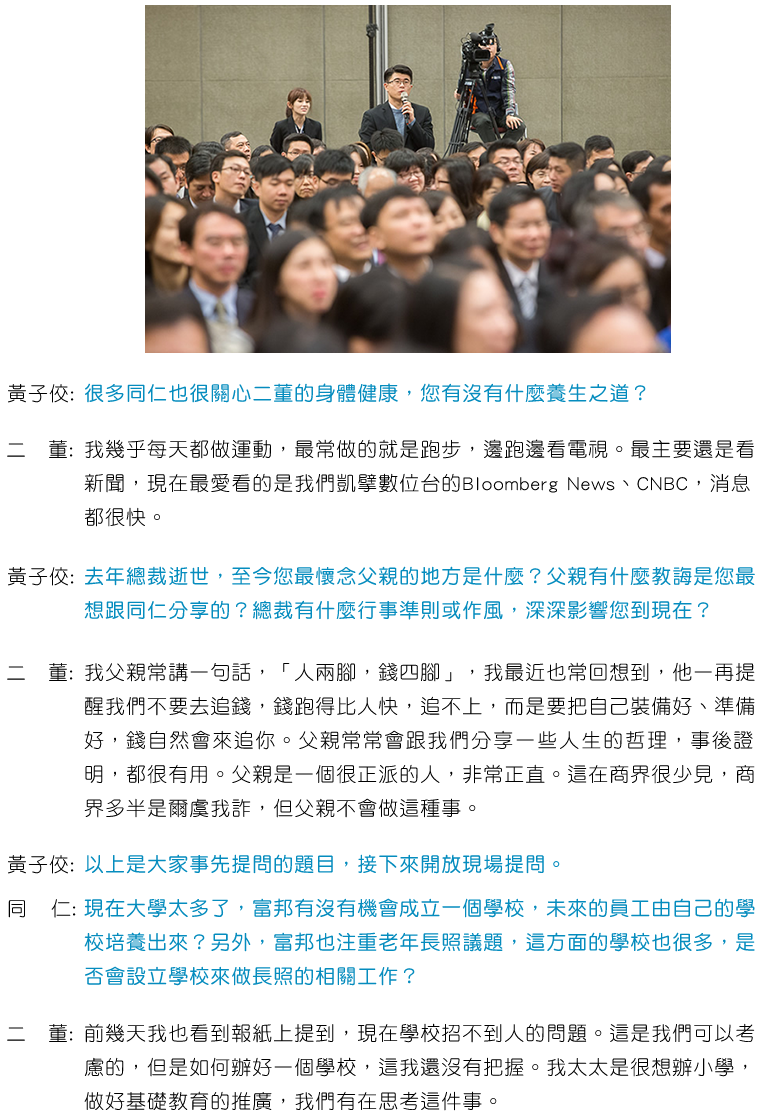 黃子佼: 很多同仁也很關心二董的身體健康，您有沒有什麼養生之道？
二　董: 我幾乎每天都做運動，最常做的就是跑步，邊跑邊看電視。最主要還是看
新聞，現在最愛看的是我們凱擘數位台的Bloomberg News、CNBC，消息
都很快。
黃子佼: 去年總裁逝世，至今您最懷念父親的地方是什麼？父親有什麼教誨是您最
想跟同仁分享的？總裁有什麼行事準則或作風，深深影響您到現在？
二　董: 我父親常講一句話，「人兩腳，錢四腳」，我最近也常回想到，他一再提
醒我們不要去追錢，錢跑得比人快，追不上，而是要把自己裝備好、準備
好，錢自然會來追你。父親常常會跟我們分享一些人生的哲理，事後證
明，都很有用。父親是一個很正派的人，非常正直。這在商界很少見，商
界多半是爾虞我詐，但父親不會做這種事。
黃子佼: 以上是大家事先提問的題目，接下來開放現場提問。
同　仁: 現在大學太多了，富邦有沒有機會成立一個學校，未來的員工由自己的學
校培養出來？另外，富邦也注重老年長照議題，這方面的學校也很多，是
否會設立學校來做長照的相關工作？
二　董: 前幾天我也看到報紙上提到，現在學校招不到人的問題。這是我們可以考
慮的，但是如何辦好一個學校，這我還沒有把握。我太太是很想辦小學，
做好基礎教育的推廣，我們有在思考這件事。